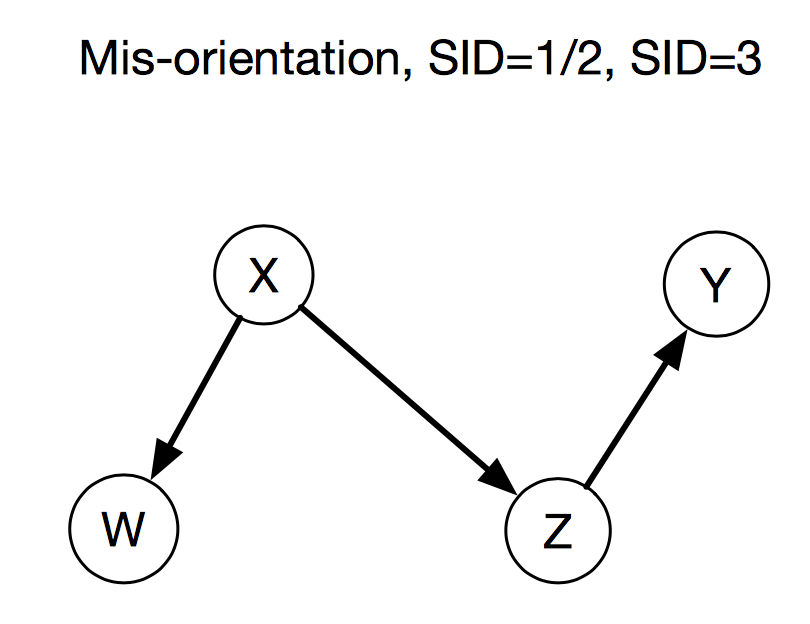 Mis-orientation, SID=1/2, SID=3
X
Y
W
Z